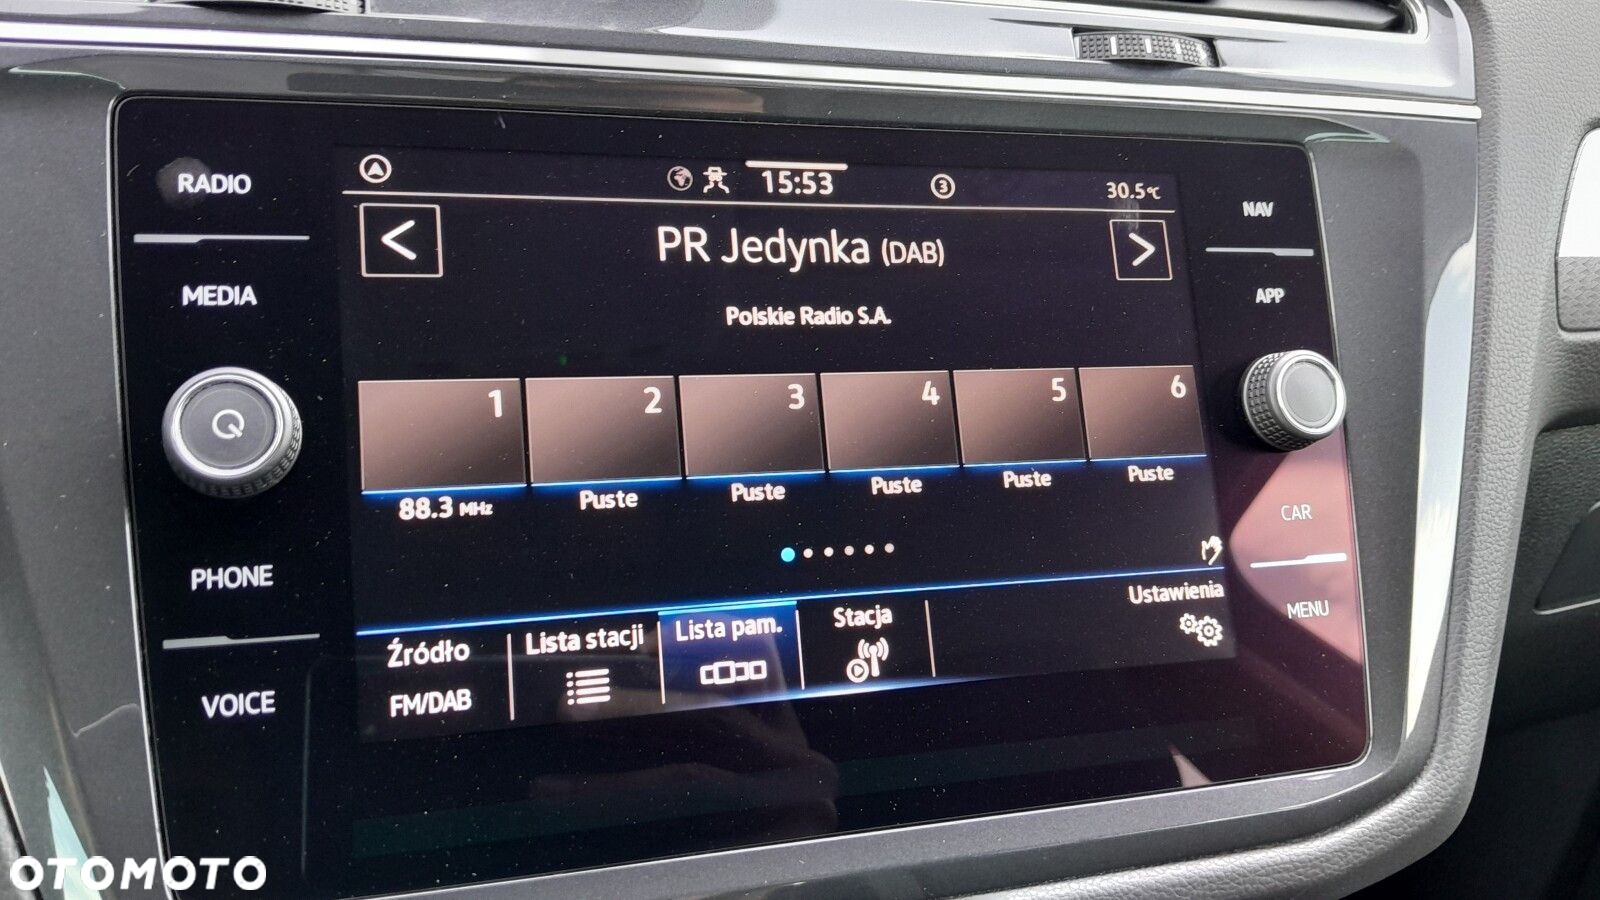 RADIO
MEDIA
PHONE
VOICE
15:53
3
30.5°C
<
PR Jedynka (DAB)
>
Polskie Radio S.A.
1 2 3 4 5 6
88.3 MHz Puste Puste Puste Puste Puste
Źródło
FM/DAB
Lista stacji
Lista pam.
Stacja
Ustawienia
NAV
APP
CAR
MENU
OTOMOTO